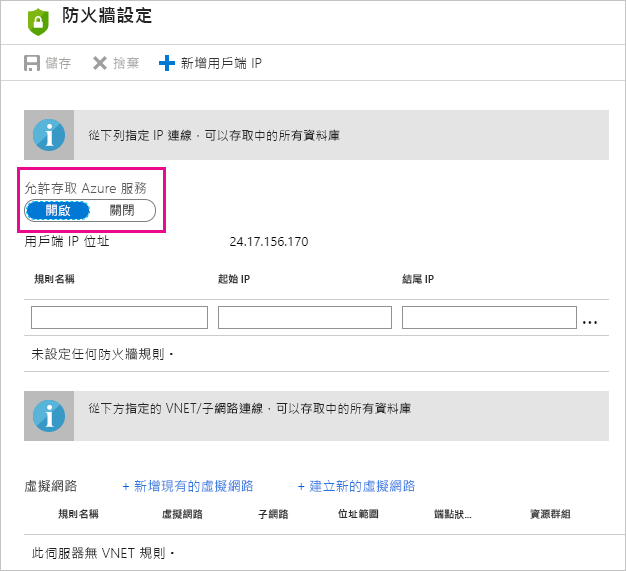 防火牆設定
儲存 捨棄 新增用戶端 IP
從下列指定 IP 連線，可以存取中的所有資料庫
允許存取 Azure 服務
開啟 關閉
用戶端 IP 位址 24.17.156.170
規則名稱 起始 IP 結尾 IP
...
未設定任何防火牆規則。
從下方指定的 VNET/子網路連線，可以存取中的所有資料庫
虛擬網路 + 新增現有的虛擬網路 + 建立新的虛擬網路
規則名稱 虛擬網路 子網路 位址範圍 端點狀... 資源群組
此伺服器無 VNET 規則。